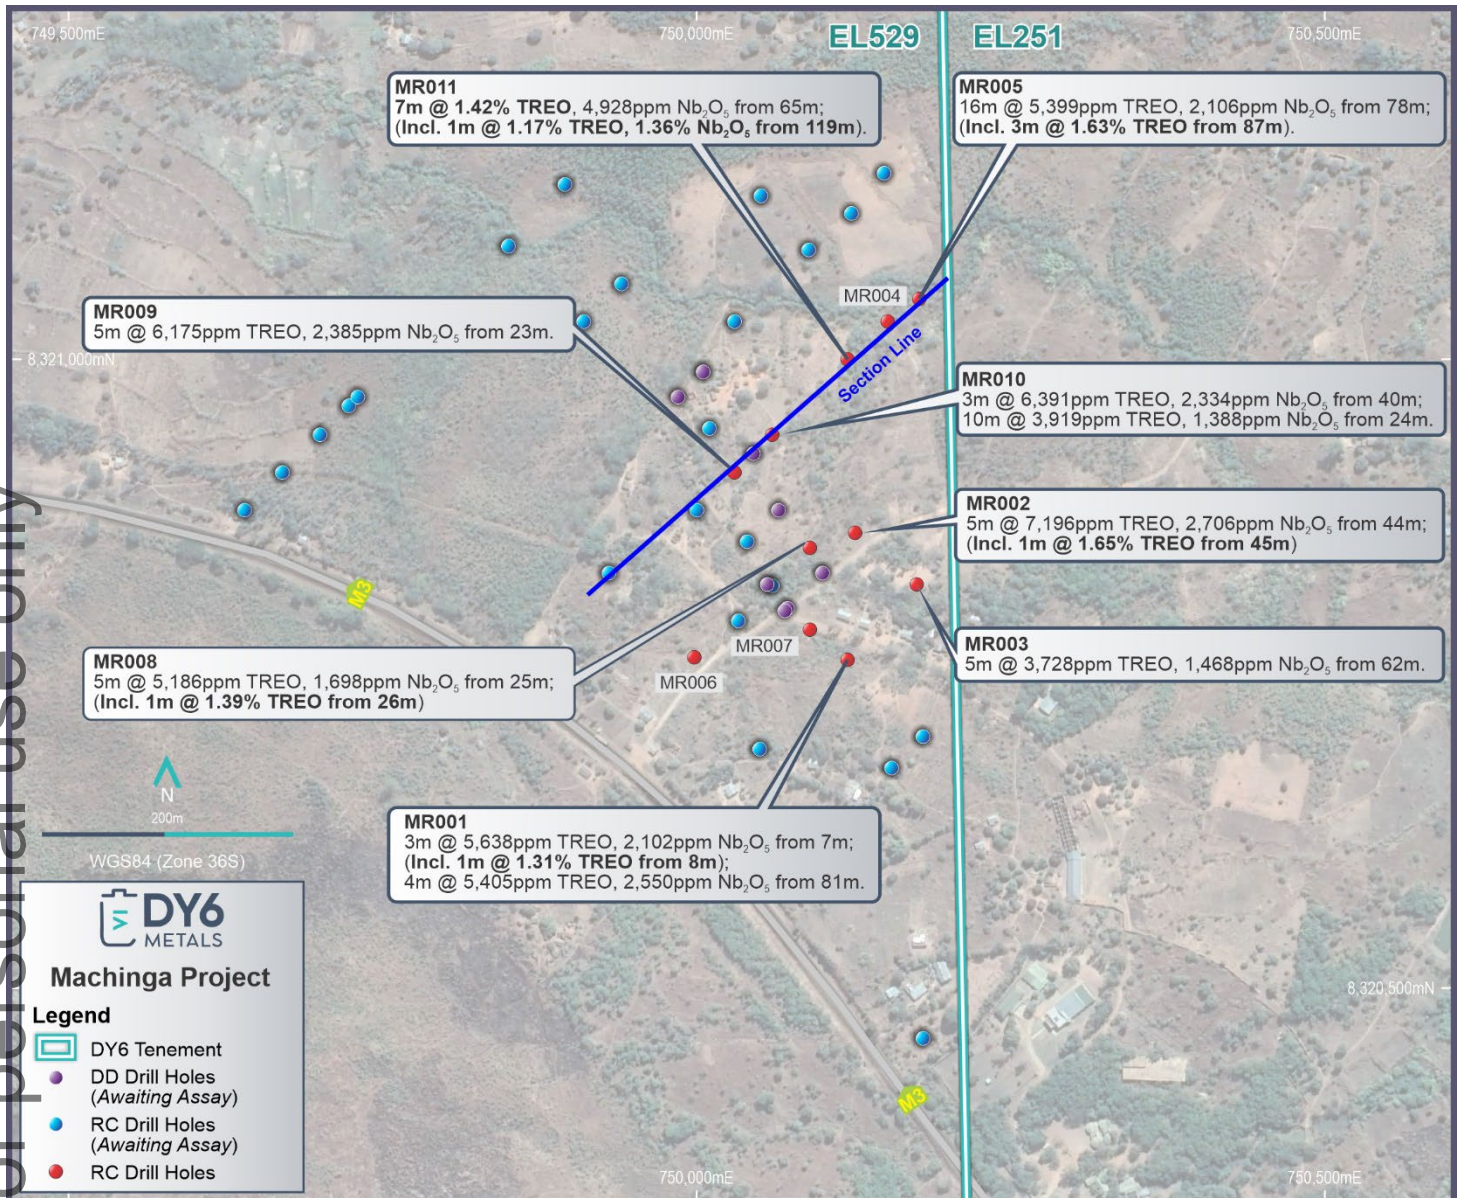 749,500mE
750,000mE
EL529
EL251
750,500mE
MR011
7m @ 1.42% TREO, 4,928ppm Nb₂O₅ from 65m;
(Incl. 1m @ 1.17% TREO, 1.36% Nb₂O₅ from 119m).
MR005
16m @ 5,399ppm TREO, 2,106ppm Nb₂O₅ from 78m;
(Incl. 3m @ 1.63% TREO from 87m).
MR004
MR009
5m @ 6,175ppm TREO, 2,385ppm Nb₂O₅ from 23m.
8,321,000mN
Section Line
MR010
3m @ 6,391ppm TREO, 2,334ppm Nb₂O₅ from 40m;
10m @ 3,919ppm TREO, 1,388ppm Nb₂O₅ from 24m.
MR002
5m @ 7,196ppm TREO, 2,706ppm Nb₂O₅ from 44m;
(Incl. 1m @ 1.65% TREO from 45m)
M3
MR003
5m @ 3,728ppm TREO, 1,468ppm Nb₂O₅ from 62m.
MR007
MR006
MR008
5m @ 5,186ppm TREO, 1,698ppm Nb₂O₅ from 25m;
(Incl. 1m @ 1.39% TREO from 26m)
N
200m
WGS84 (Zone 36S)
MR001
3m @ 5,638ppm TREO, 2,102ppm Nb₂O₅ from 7m;
(Incl. 1m @ 1.31% TREO from 8m);
4m @ 5,405ppm TREO, 2,550ppm Nb₂O₅ from 81m.
DY6
METALS
Machinga Project
Legend
DY6 Tenement
DD Drill Holes
(Awaiting Assay)
RC Drill Holes
(Awaiting Assay)
RC Drill Holes
8,320,500mN
M3
750,000mE
750,500mE
or personal use only